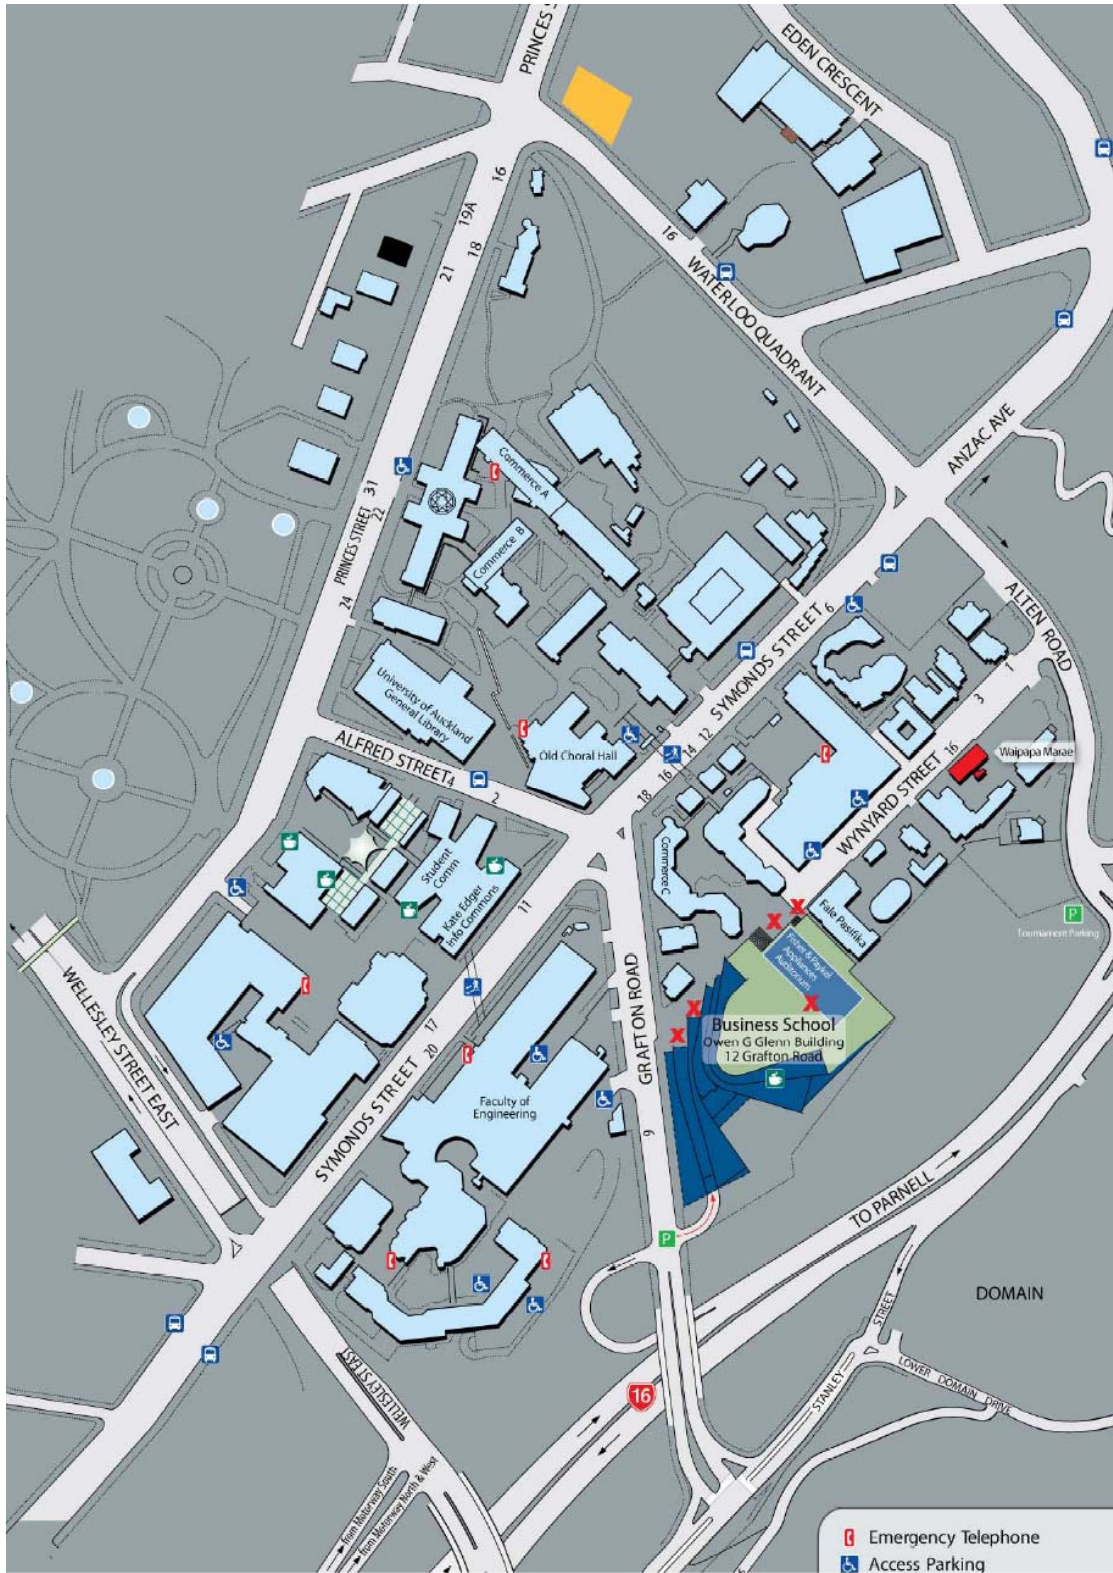 PRINCES S
EDEN CRESCENT
16
19A
18
21
16
WATERLOO QUADRANT
ANZAC AVE
Commerce A
31
22
PRINCES STREET
24
Commerce B
ALTEN ROAD
6
SYMONDS STREET
1
3
University of Auckland
General Library
12
14
16
18
16
Waipapa Marae
Old Choral Hall
ALFRED STREET
4
2
WYNYARD STREET
Student
Comm
Commerce C
Kate Edger
Info Commons
11
Fale Pasifika
P
Tournament Parking
Fisher & Paykel
Appliances
Auditorium
X
X
X
X
X
WELLESLEY STREET EAST
GRAFTON ROAD
17
20
Business School
Owen G Glenn Building
12 Grafton Road
Faculty of
Engineering
SYMONDS STREET
9
TO PARNELL
P
DOMAIN
STREET
STANLEY
LOWER DOMAIN DRIVE
WELLESLEY ST EAST
16
from Motorway South
from Motorway North & West
Emergency Telephone
Access Parking